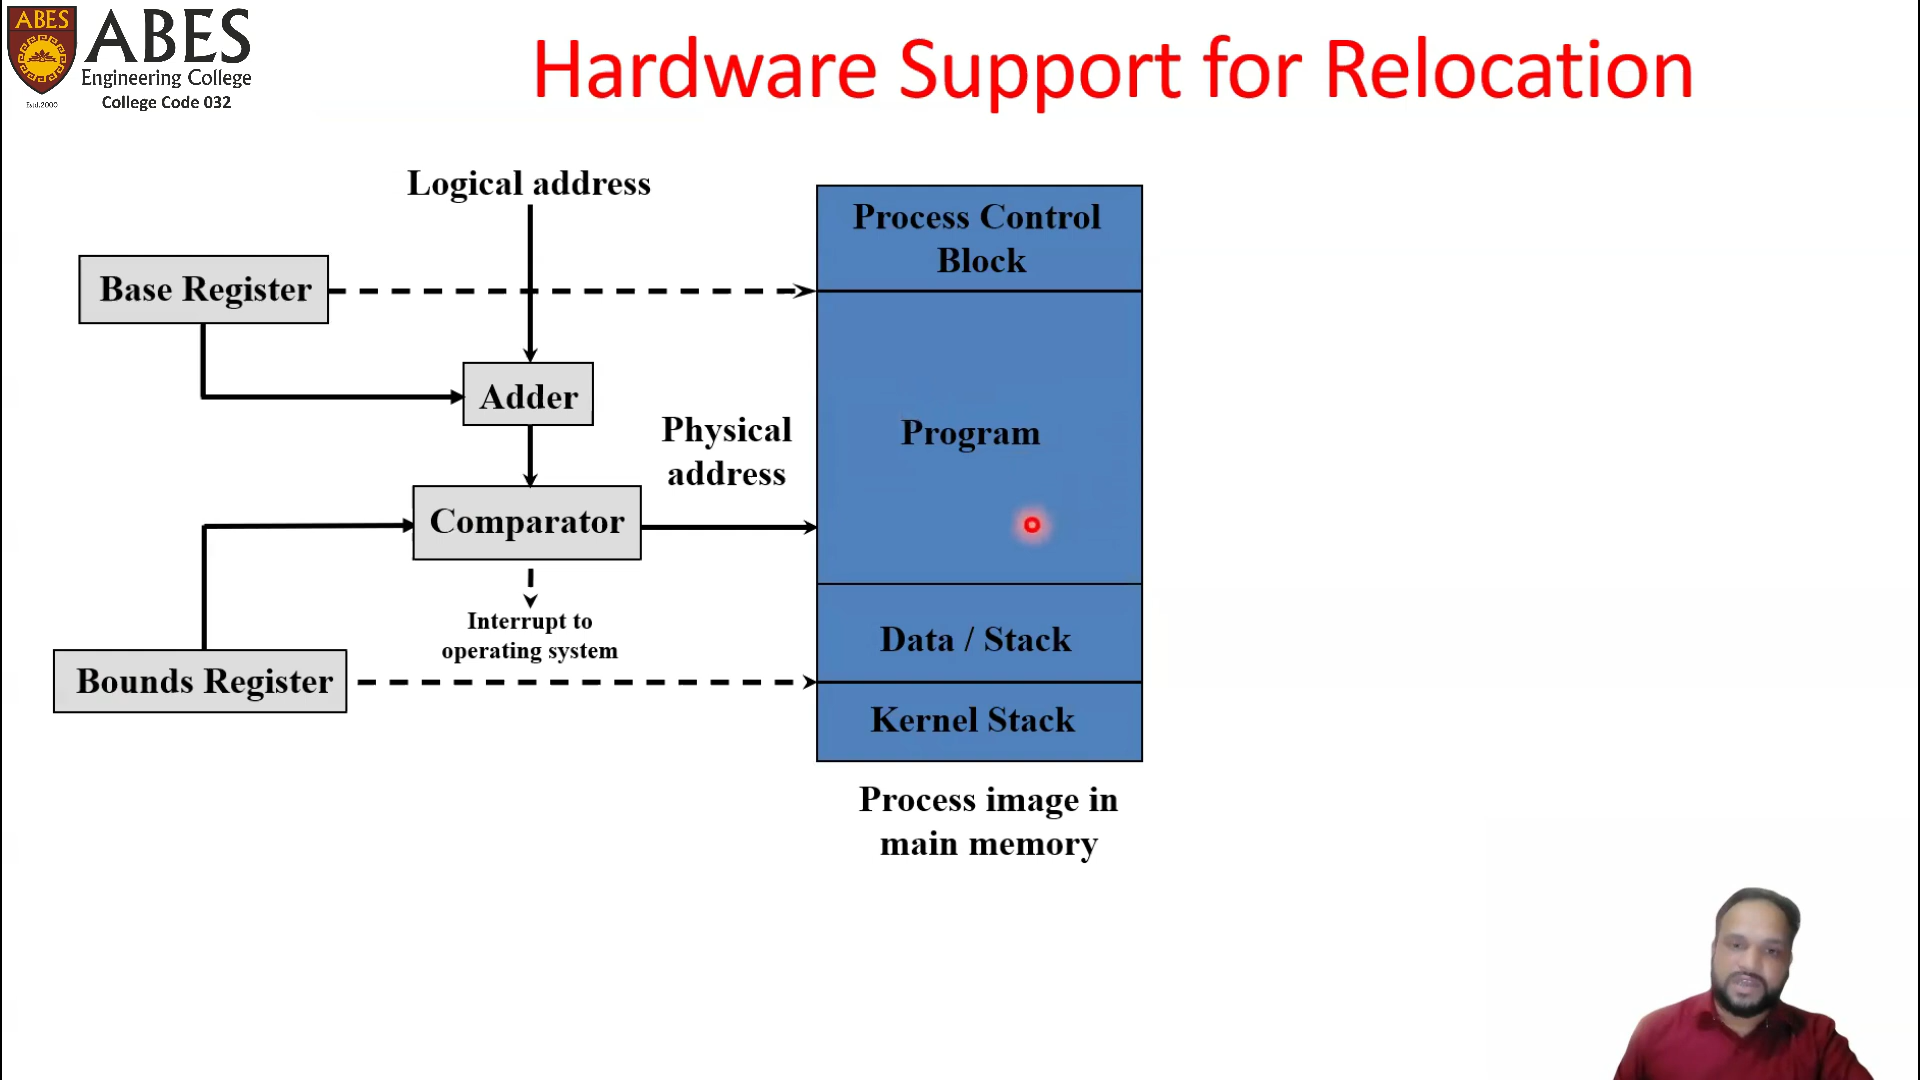 ABES
ABES
Engineering College
College Code 032
Estd.2000
Hardware Support for Relocation
Logical address
Base Register
Adder
Comparator
Physical
address
Interrupt to
operating system
Bounds Register
Process Control
Block
Program
Data / Stack
Kernel Stack
Process image in
main memory